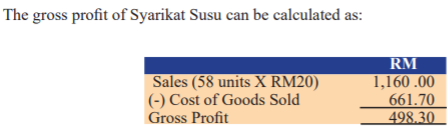 The gross profit of Syarikat Susu can be calculated as:
RM
Sales (58 units X RM20) 1,160 .00
(-) Cost of Goods Sold 661.70
Gross Profit 498.30